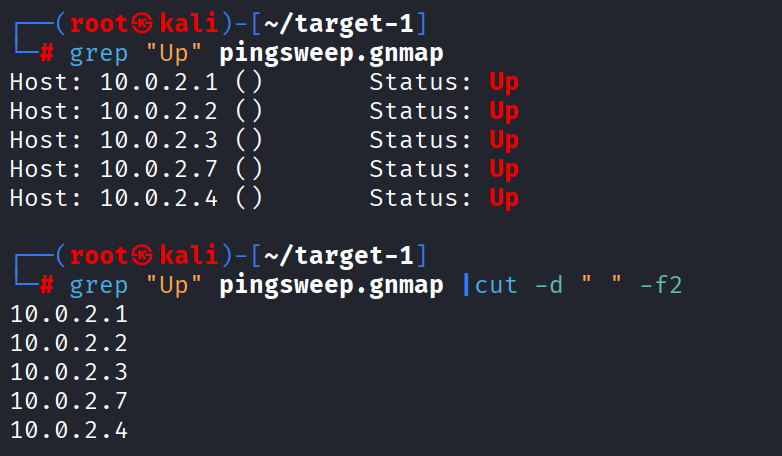 ┌──(root㉿kali)-[~/target-1]
└─# grep "Up" pingsweep.gnmap
Host: 10.0.2.1 ()       Status: Up
Host: 10.0.2.2 ()       Status: Up
Host: 10.0.2.3 ()       Status: Up
Host: 10.0.2.7 ()       Status: Up
Host: 10.0.2.4 ()       Status: Up
┌──(root㉿kali)-[~/target-1]
└─# grep "Up" pingsweep.gnmap |cut -d " " -f2
10.0.2.1
10.0.2.2
10.0.2.3
10.0.2.7
10.0.2.4